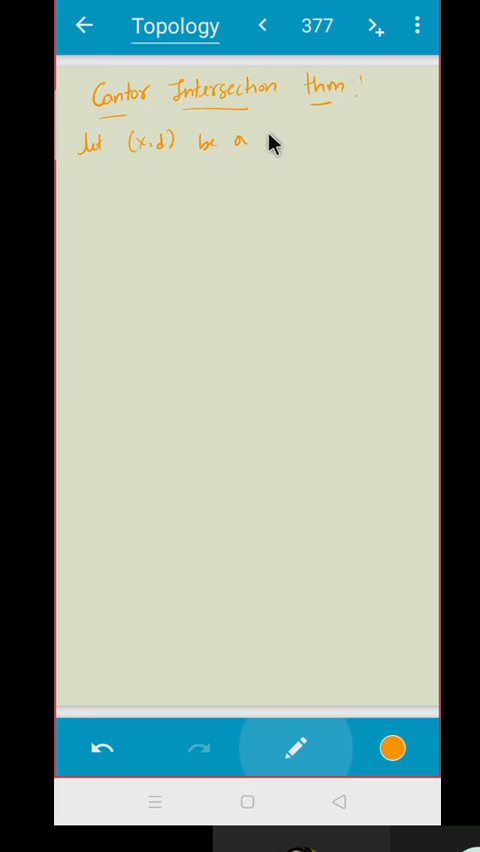 Topology 377
Cantor Intersection thm :
let (x,d) be a